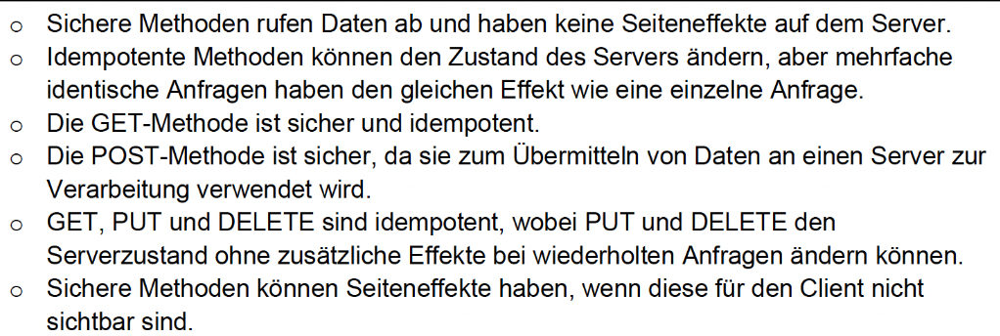 ○ Sichere Methoden rufen Daten ab und haben keine Seiteneffekte auf dem Server.
○ Idempotente Methoden können den Zustand des Servers ändern, aber mehrfache
identische Anfragen haben den gleichen Effekt wie eine einzelne Anfrage.
○ Die GET-Methode ist sicher und idempotent.
○ Die POST-Methode ist sicher, da sie zum Übermitteln von Daten an einen Server zur
Verarbeitung verwendet wird.
○ GET, PUT und DELETE sind idempotent, wobei PUT und DELETE den
Serverzustand ohne zusätzliche Effekte bei wiederholten Anfragen ändern können.
○ Sichere Methoden können Seiteneffekte haben, wenn diese für den Client nicht
sichtbar sind.